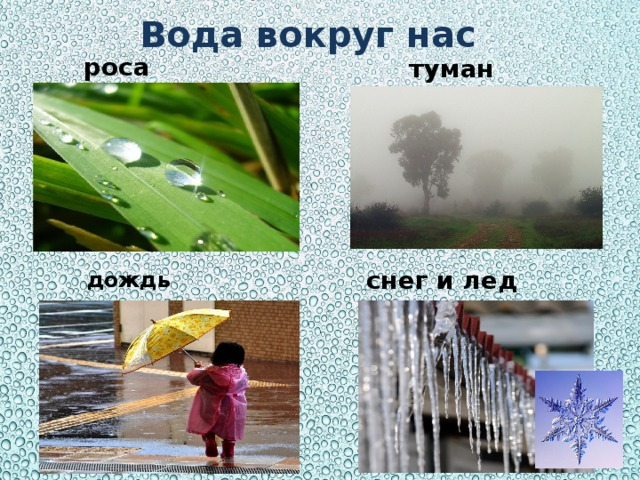 Вода вокруг нас
роса
туман
дождь
снег и лед